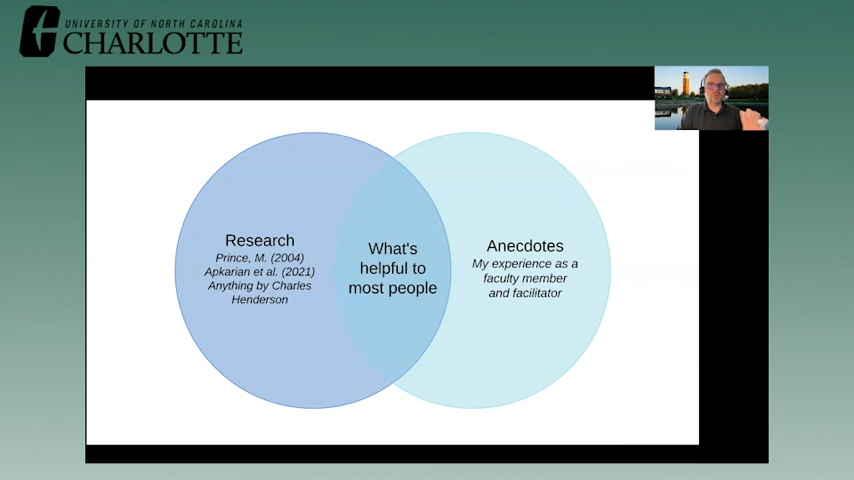 UNIVERSITY OF NORTH CAROLINA
CHARLOTTE
Research
Prince, M. (2004)
Apkarian et al. (2021)
Anything by Charles
Henderson
What's
helpful to
most people
Anecdotes
My experience as a
faculty member
and facilitator